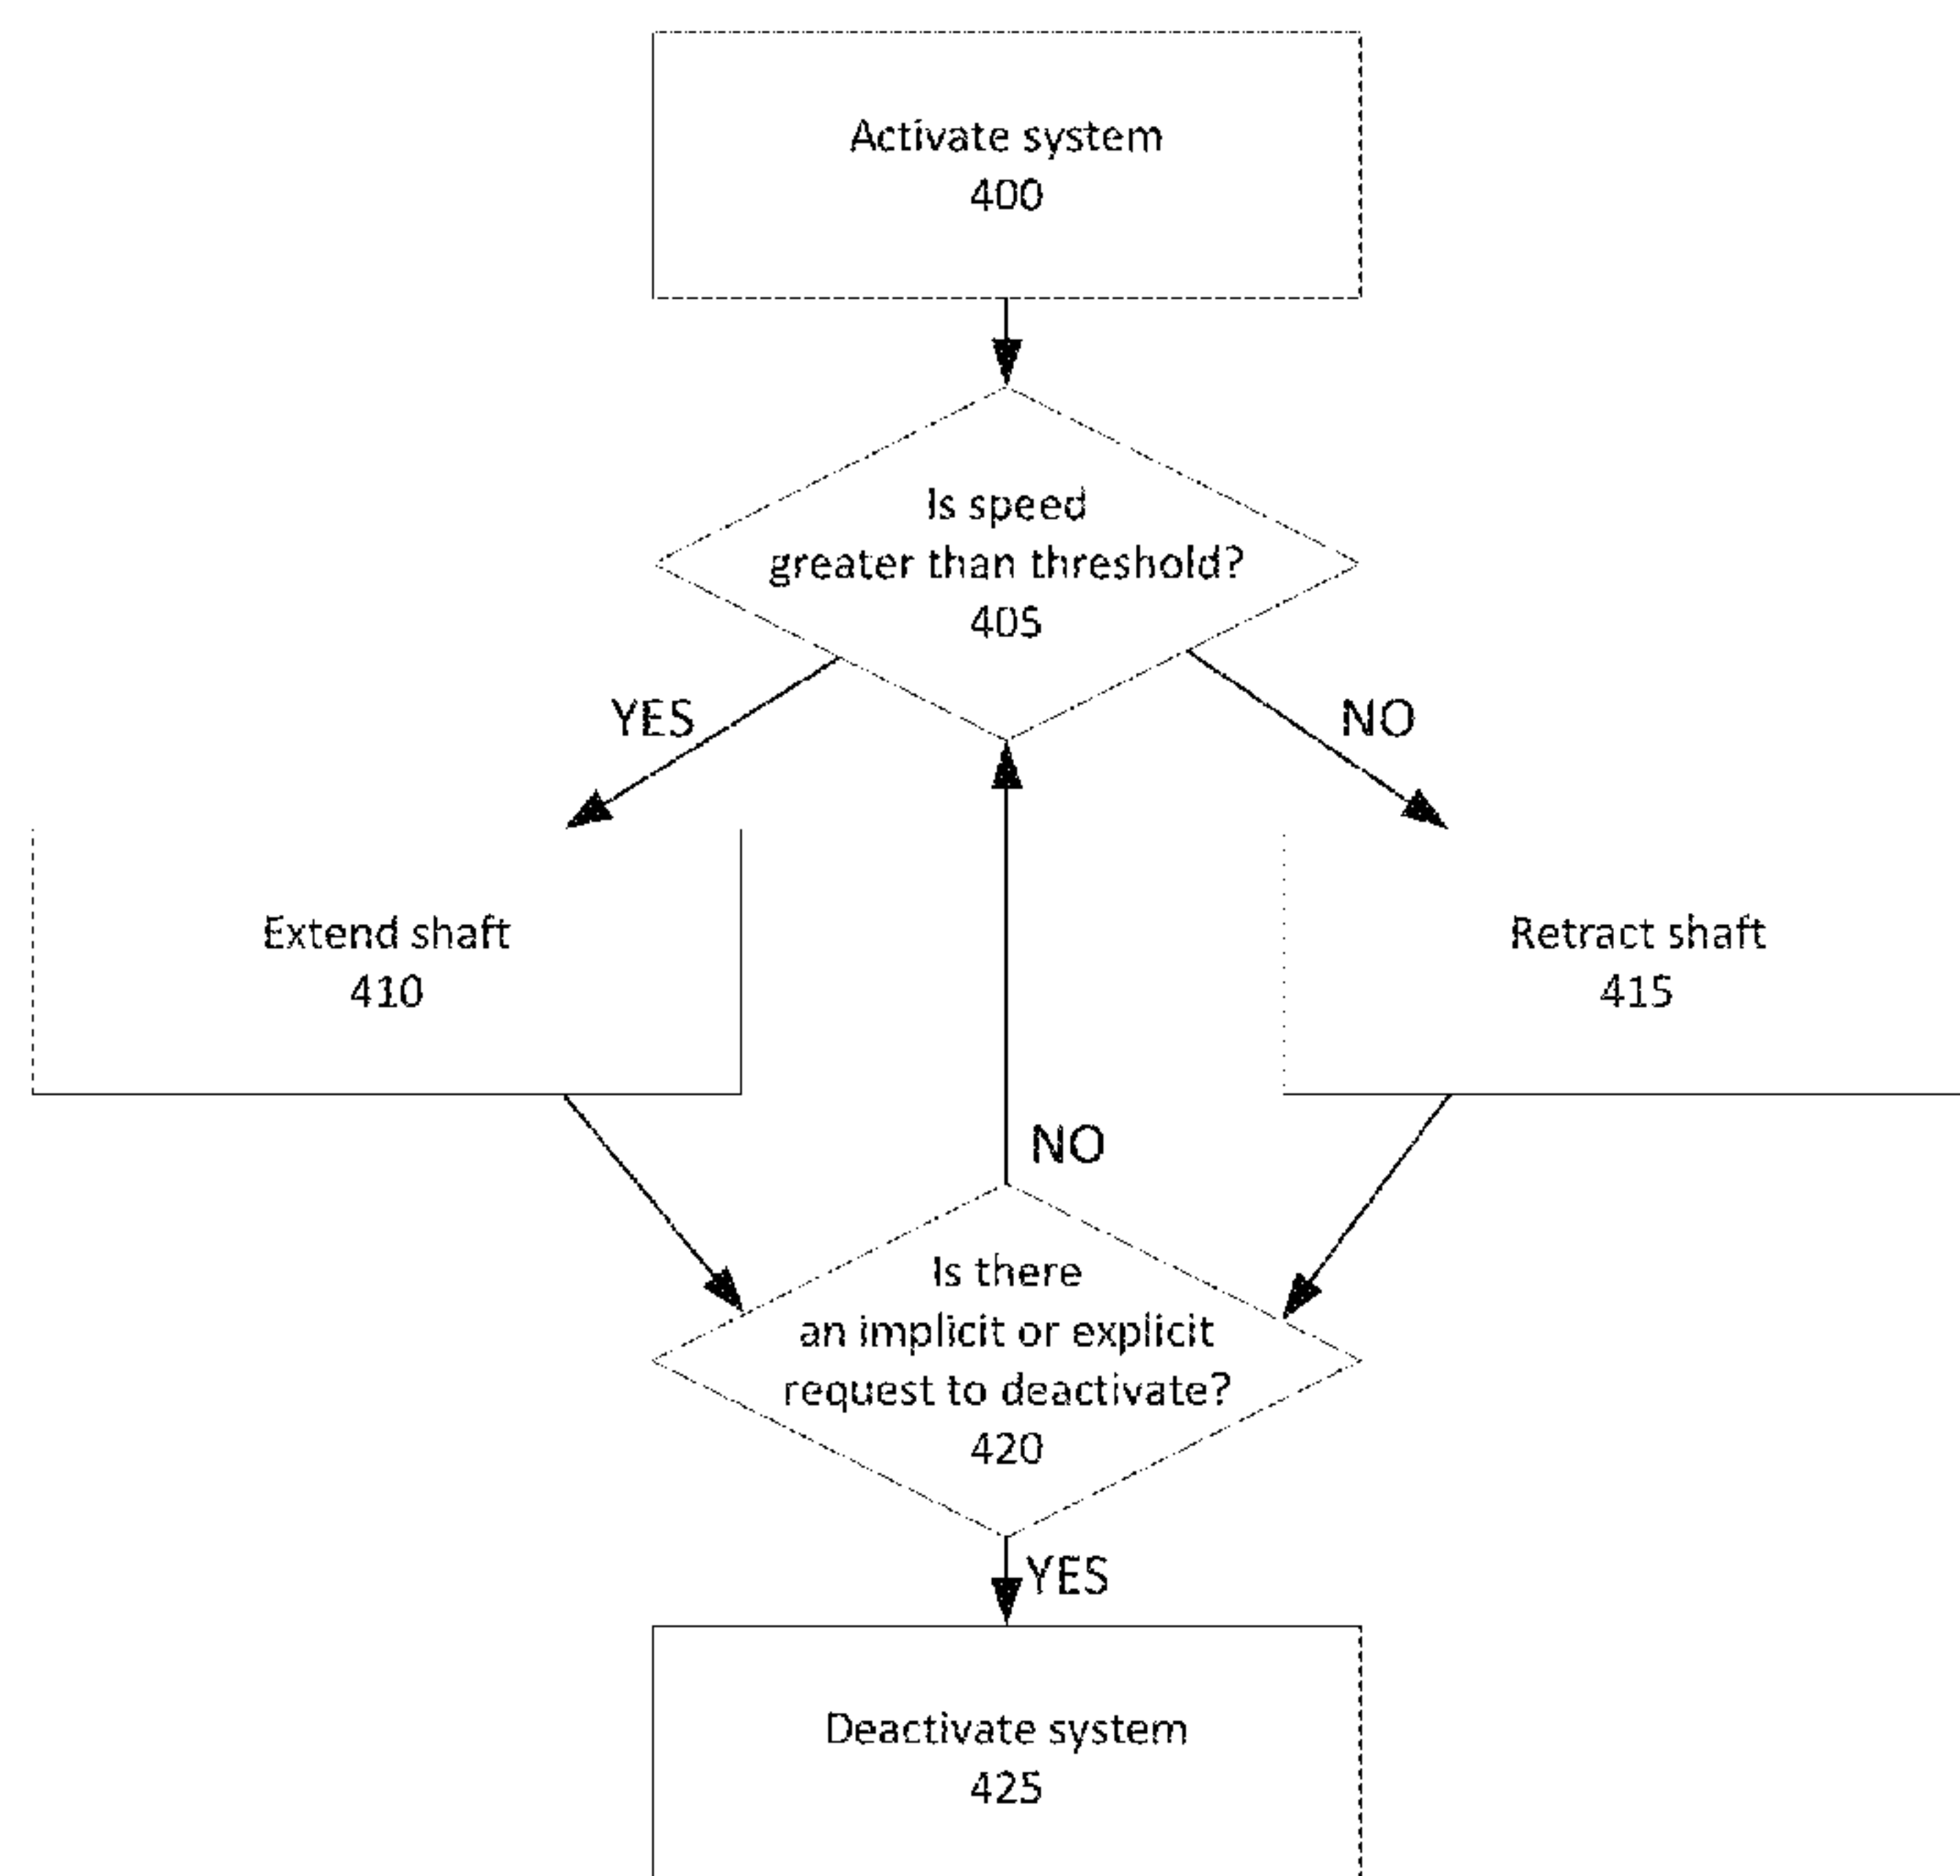 Activate system
400
Is speed
greater than threshold?
405
YES
NO
Extend shaft
410
Retract shaft
415
NO
Is there
an implicit or explicit
request to deactivate?
420
YES
Deactivate system
425